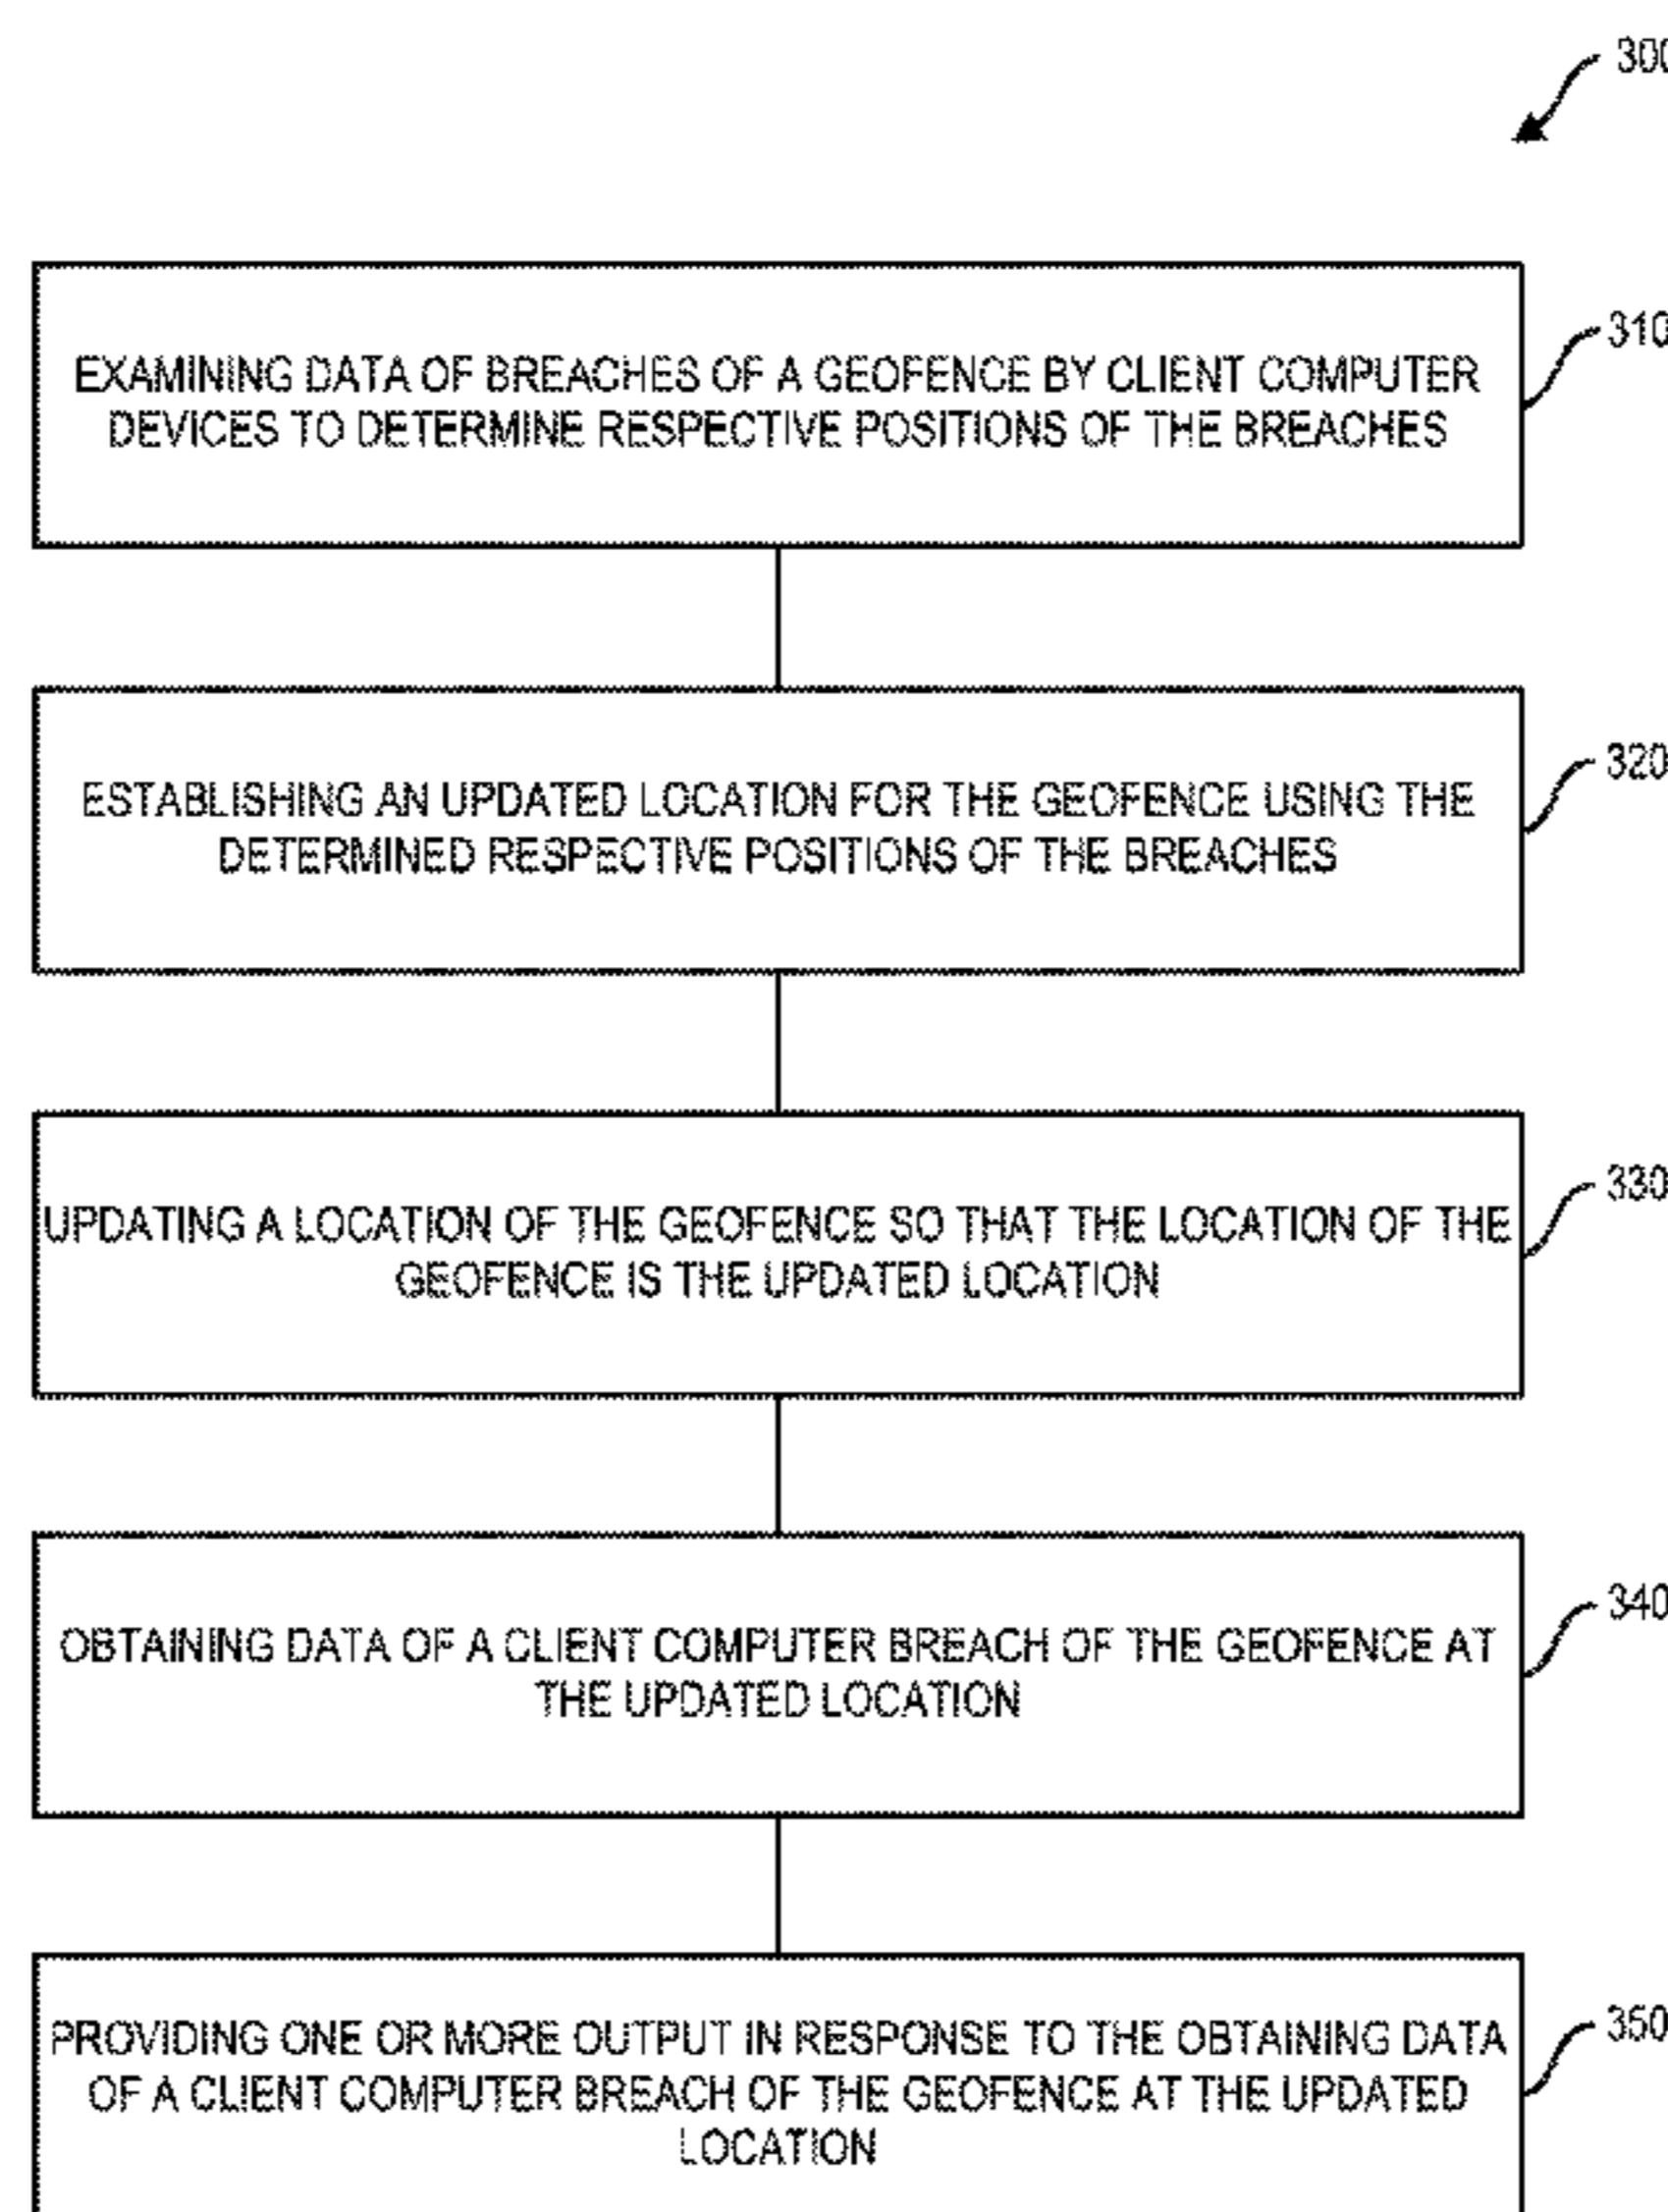 300
EXAMINING DATA OF BREACHES OF A GEOFENCE BY CLIENT COMPUTER
DEVICES TO DETERMINE RESPECTIVE POSITIONS OF THE BREACHES
310
ESTABLISHING AN UPDATED LOCATION FOR THE GEOFENCE USING THE
DETERMINED RESPECTIVE POSITIONS OF THE BREACHES
320
UPDATING A LOCATION OF THE GEOFENCE SO THAT THE LOCATION OF THE
GEOFENCE IS THE UPDATED LOCATION
330
OBTAINING DATA OF A CLIENT COMPUTER BREACH OF THE GEOFENCE AT
THE UPDATED LOCATION
340
PROVIDING ONE OR MORE OUTPUT IN RESPONSE TO THE OBTAINING DATA
OF A CLIENT COMPUTER BREACH OF THE GEOFENCE AT THE UPDATED
LOCATION
350